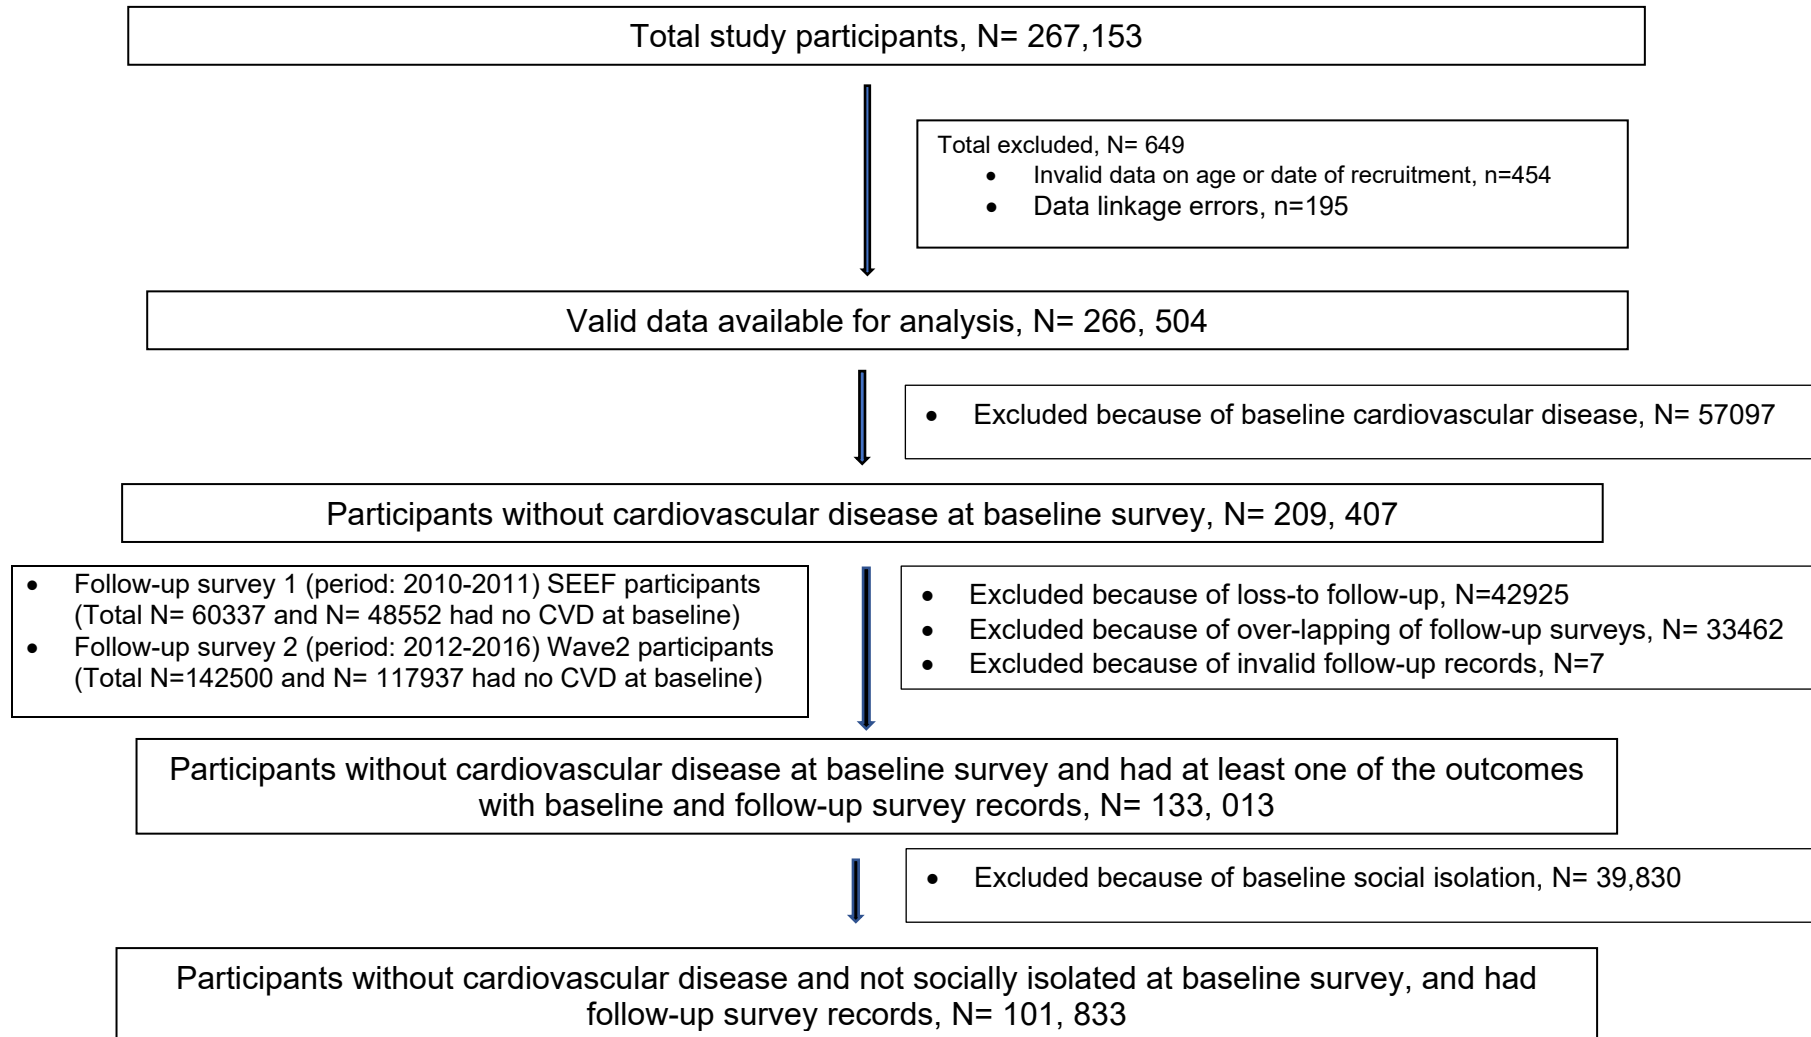 Total study participants, N= 267,153
Total excluded, N= 649
• Invalid data on age or date of recruitment, n=454
• Data linkage errors, n=195
Valid data available for analysis, N= 266, 504
• Excluded because of baseline cardiovascular disease, N= 57097
Participants without cardiovascular disease at baseline survey, N= 209, 407
• Follow-up survey 1 (period: 2010-2011) SEEF participants
(Total N= 60337 and N= 48552 had no CVD at baseline)
• Follow-up survey 2 (period: 2012-2016) Wave2 participants
(Total N=142500 and N= 117937 had no CVD at baseline)
• Excluded because of loss-to follow-up, N=42925
• Excluded because of over-lapping of follow-up surveys, N= 33462
• Excluded because of invalid follow-up records, N=7
Participants without cardiovascular disease at baseline survey and had at least one of the outcomes
with baseline and follow-up survey records, N= 133, 013
• Excluded because of baseline social isolation, N= 39,830
Participants without cardiovascular disease and not socially isolated at baseline survey, and had
follow-up survey records, N= 101, 833